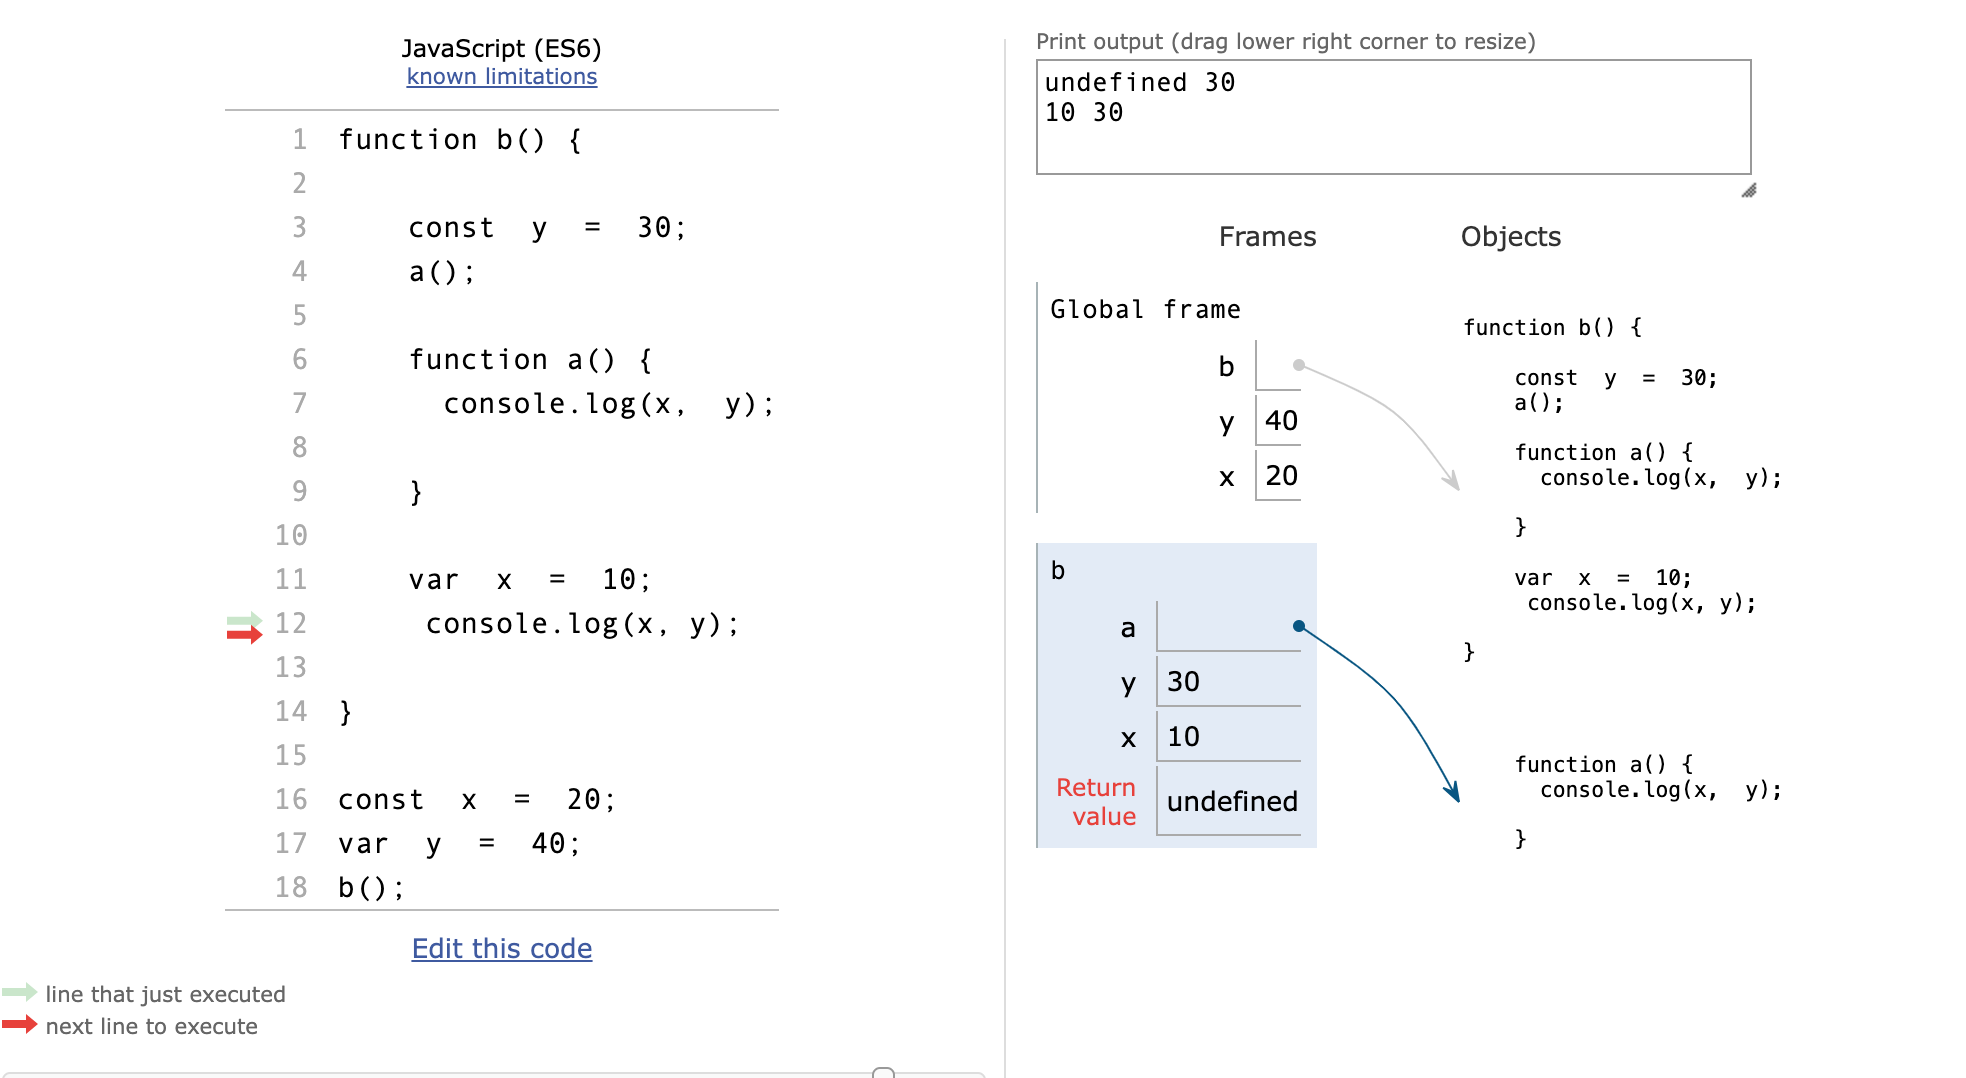 JavaScript (ES6)
known limitations
1 function b() {
2
3 const y = 30;
4 a();
5
6 function a() {
7 console.log(x, y);
8
9 }
10
11 var x = 10;
12 console.log(x, y);
13
14 }
15
16 const x = 20;
17 var y = 40;
18 b();
Edit this code
line that just executed
next line to execute
Print output (drag lower right corner to resize)
undefined 30
10 30
Frames
Objects
Global frame
b
y 40
x 20
b
a
y 30
x 10
Return
value
undefined
function b() {
const y = 30;
a();
function a() {
console.log(x, y);
}
var x = 10;
console.log(x, y);
}
function a() {
console.log(x, y);
}